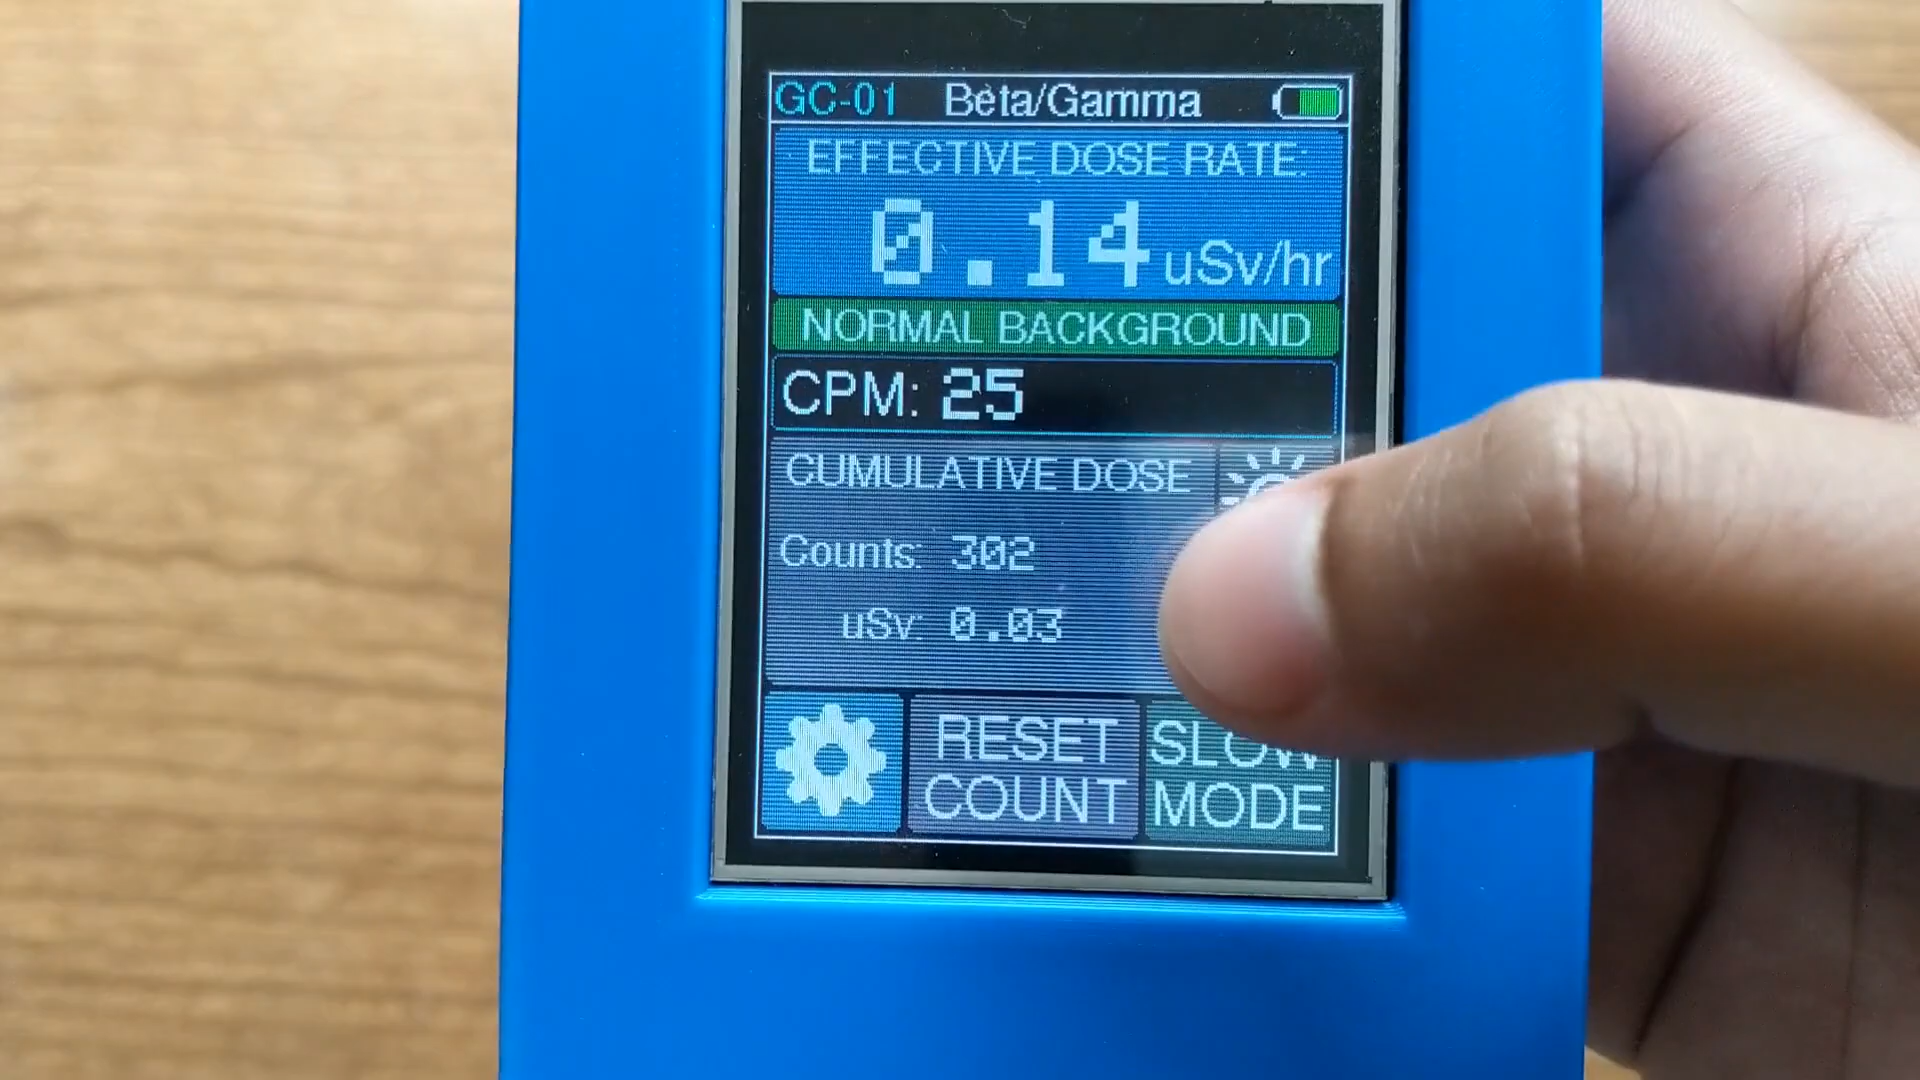 GC-01 Beta/Gamma
EFFECTIVE DOSE RATE:
0.14 uSv/hr
NORMAL BACKGROUND
CPM: 25
CUMULATIVE DOSE
Counts: 302
uSv: 0.03
RESET
COUNT
SLOW
MODE